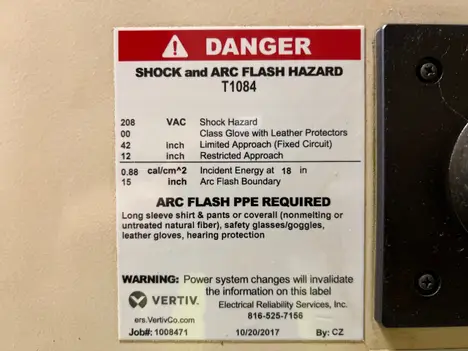 DANGER
SHOCK and ARC FLASH HAZARD
T1084
208 VAC Shock Hazard
00 Class Glove with Leather Protectors
42 inch Limited Approach (Fixed Circuit)
12 inch Restricted Approach
0.88 cal/cm^2 Incident Energy at 18 in
15 inch Arc Flash Boundary
ARC FLASH PPE REQUIRED
Long sleeve shirt & pants or coverall (nonmelting or
untreated natural fiber), safety glasses/goggles,
leather gloves, hearing protection
WARNING: Power system changes will invalidate
the information on this label
VERTIV. Electrical Reliability Services, Inc.
ers.VertivCo.com 816-525-7156
Job#: 1008471 10/20/2017 By: CZ